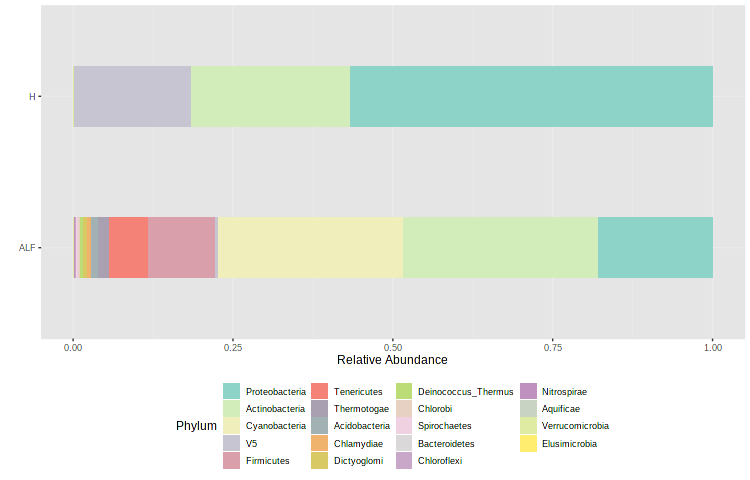 H
ALF
0.00 0.25 0.50 0.75 1.00
Relative Abundance
Phylum
Proteobacteria Tenericutes Deinococcus_Thermus Nitrospirae
Actinobacteria Thermotogae Chlorobi Aquificae
Cyanobacteria Acidobacteria Spirochaetes Verrucomicrobia
V5 Chlamydiae Bacteroidetes Elusimicrobia
Firmicutes Dictyoglomi Chloroflexi